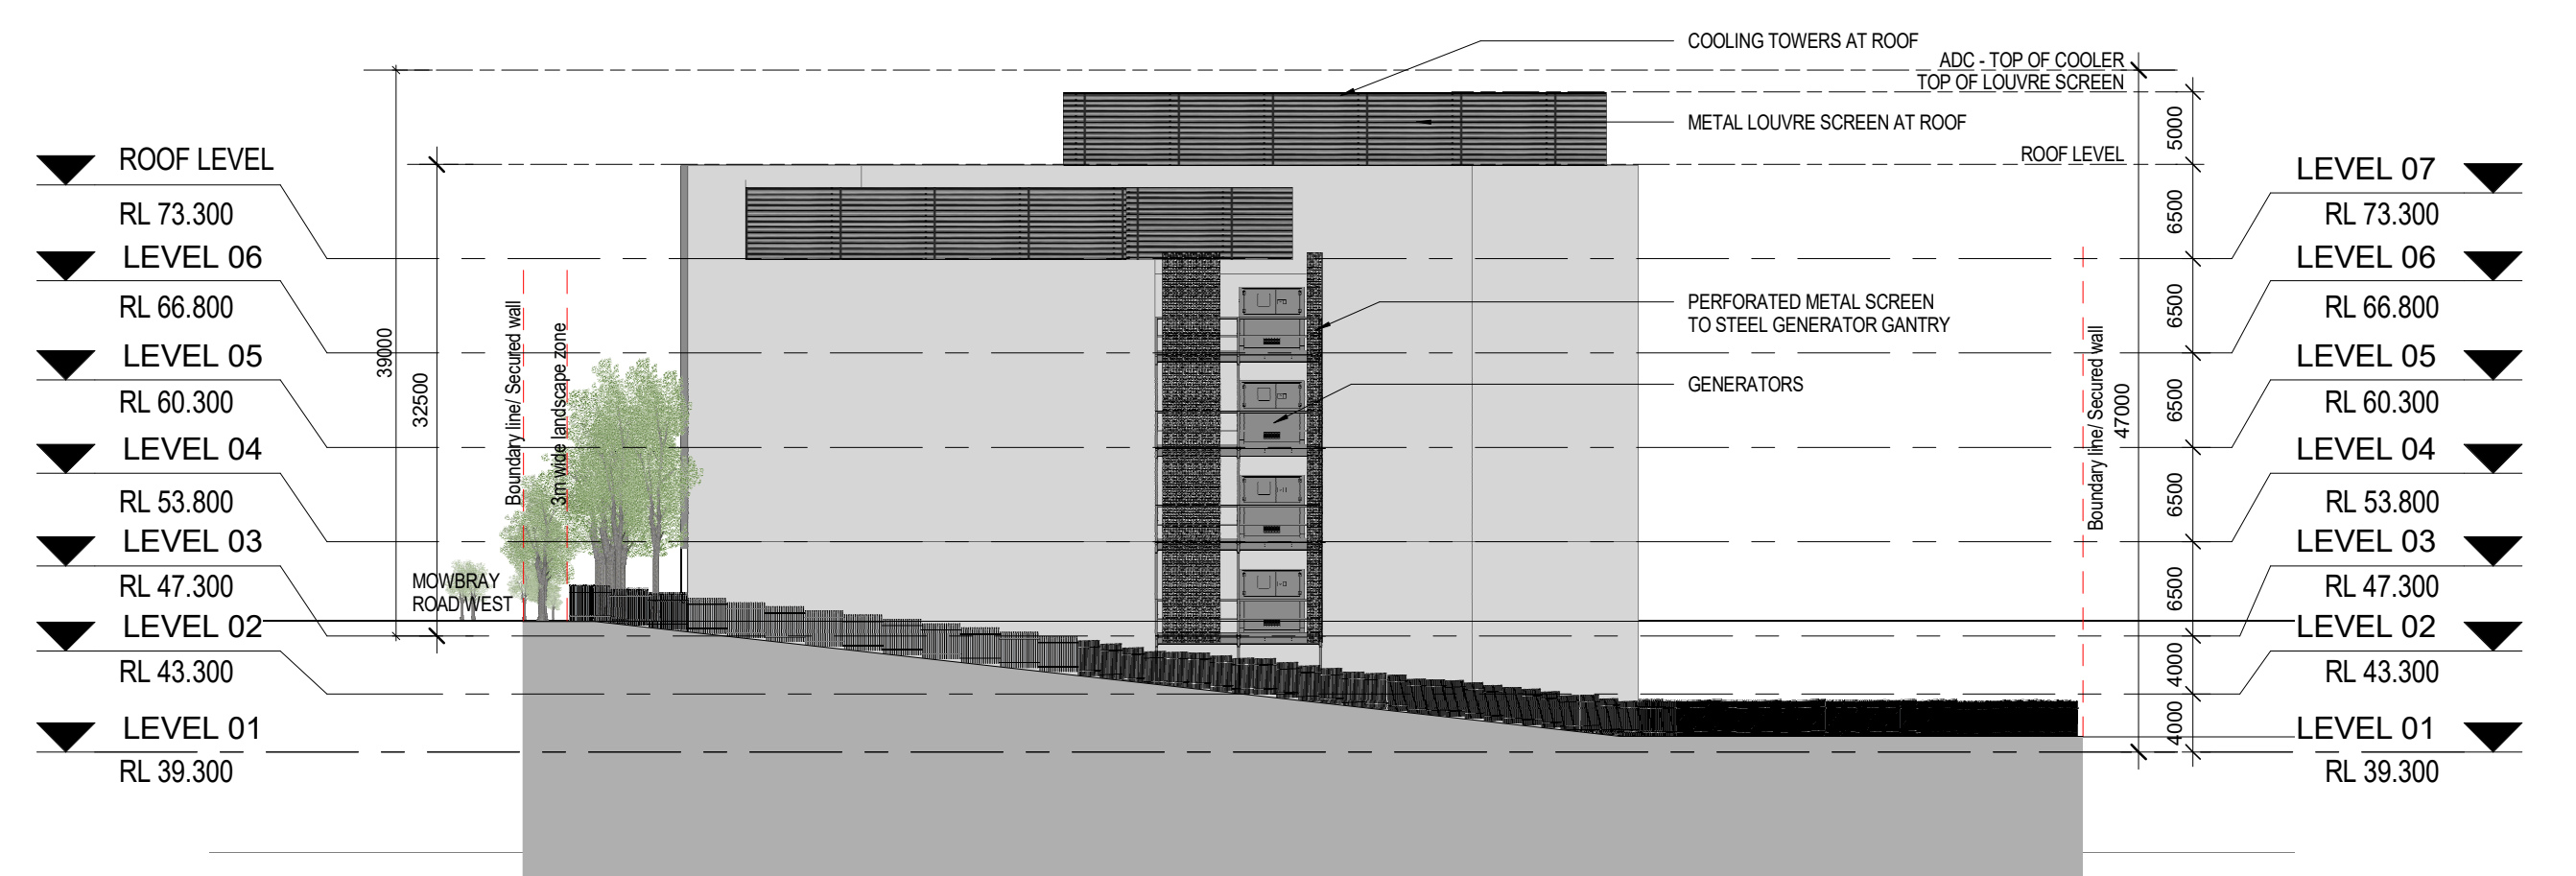 COOLING TOWERS AT ROOF
ADC - TOP OF COOLER
TOP OF LOUVRE SCREEN
METAL LOUVRE SCREEN AT ROOF
ROOF LEVEL
ROOF LEVEL
RL 73.300
LEVEL 06
RL 66.800
LEVEL 05
RL 60.300
LEVEL 04
RL 53.800
LEVEL 03
RL 47.300
LEVEL 02
RL 43.300
LEVEL 01
RL 39.300
39000
32500
Boundary line/ Secured wall
3m wide landscape zone
MOWBRAY
ROAD WEST
PERFORATED METAL SCREEN
TO STEEL GENERATOR GANTRY
GENERATORS
Boundary line/ Secured wall
47000
5000
6500
6500
6500
6500
6500
4000
4000
LEVEL 07
RL 73.300
LEVEL 06
RL 66.800
LEVEL 05
RL 60.300
LEVEL 04
RL 53.800
LEVEL 03
RL 47.300
LEVEL 02
RL 43.300
LEVEL 01
RL 39.300